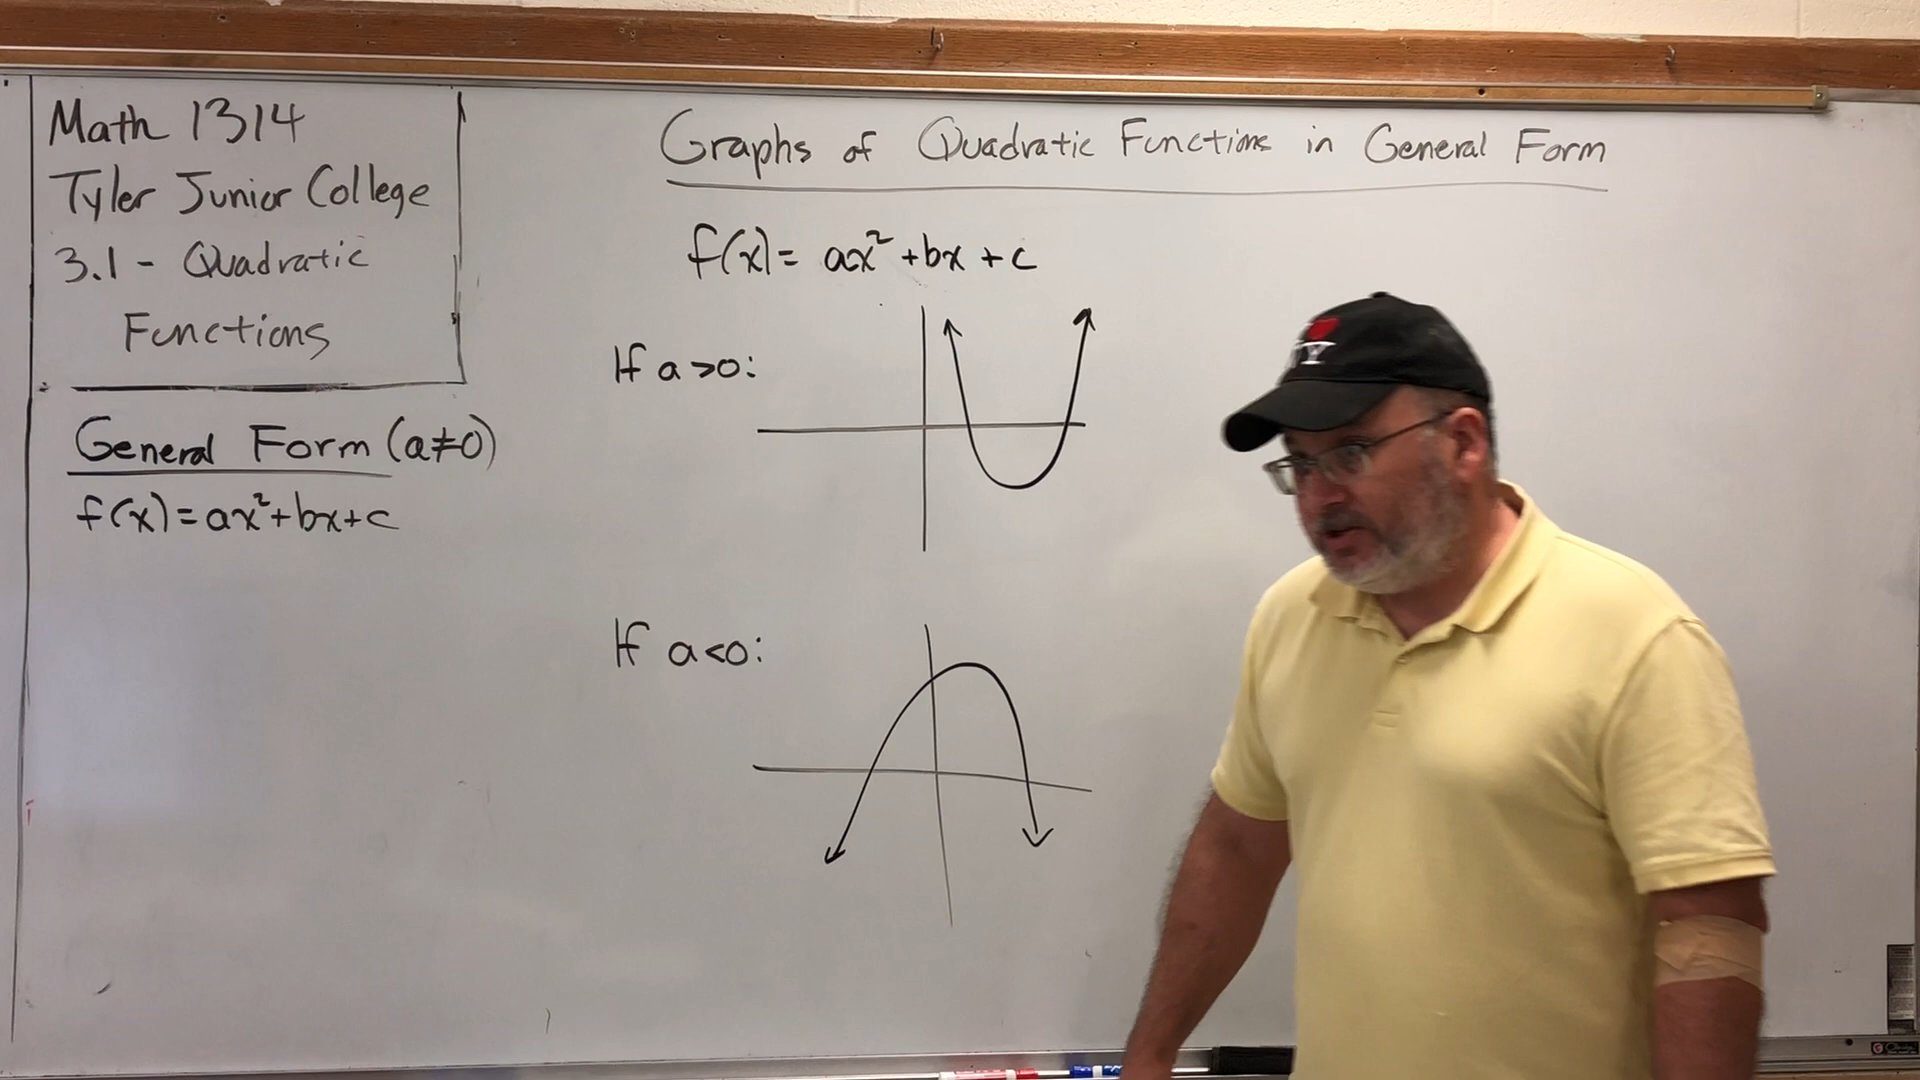 Math 1314
Tyler Junior College
3.1 - Quadratic
Functions
General Form (a≠0)
f(x)=ax²+bx+c
Graphs of Quadratic Functions in General Form
f(x)= ax²+bx+c
If a>0:
If a<0: